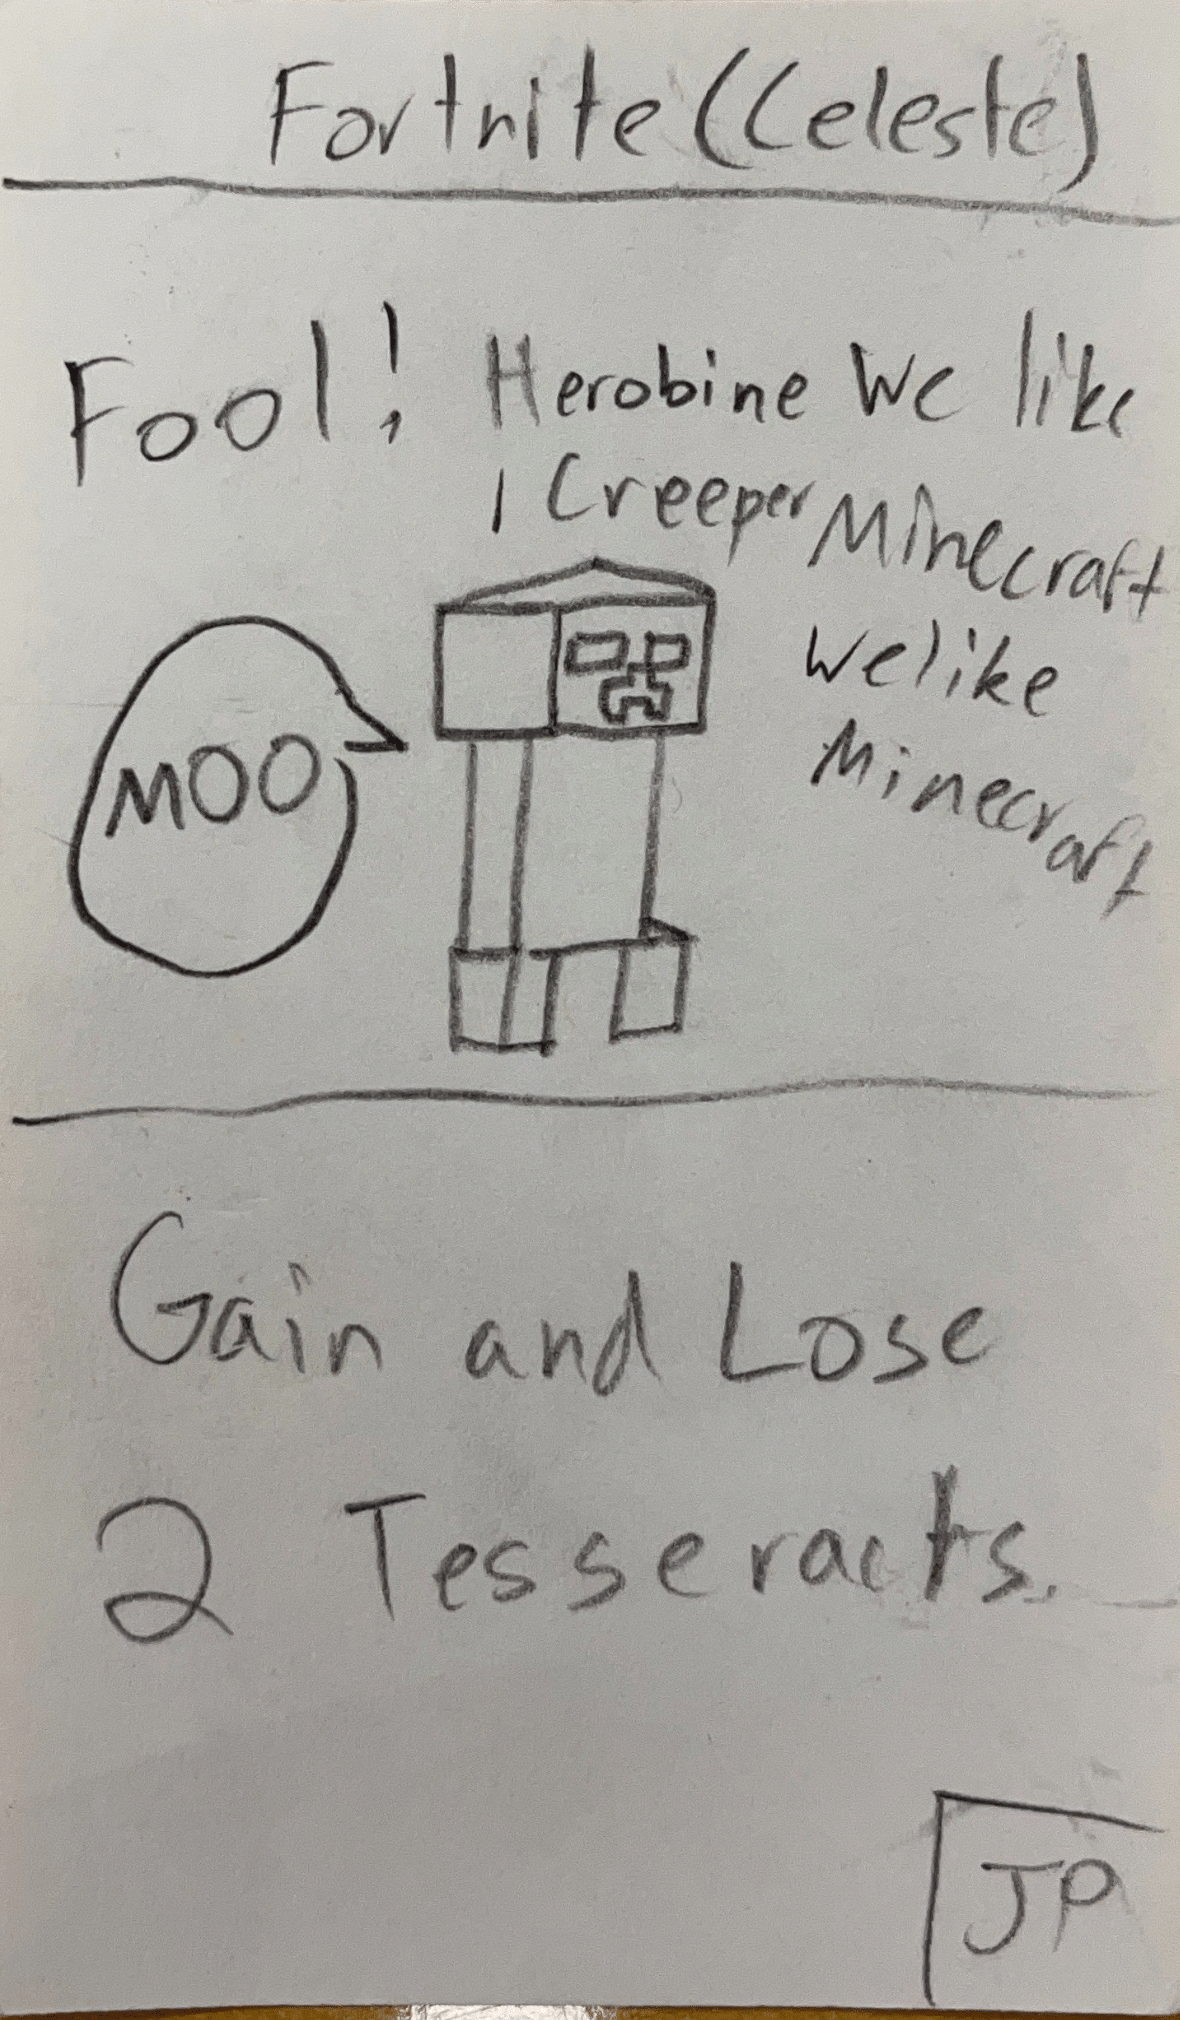 Fortnite (Celeste)
Fool! Herobine We like
1 Creeper Minecraft
We like
Minecraft
MOO
Gain and Lose
2 Tesseracts.
JP